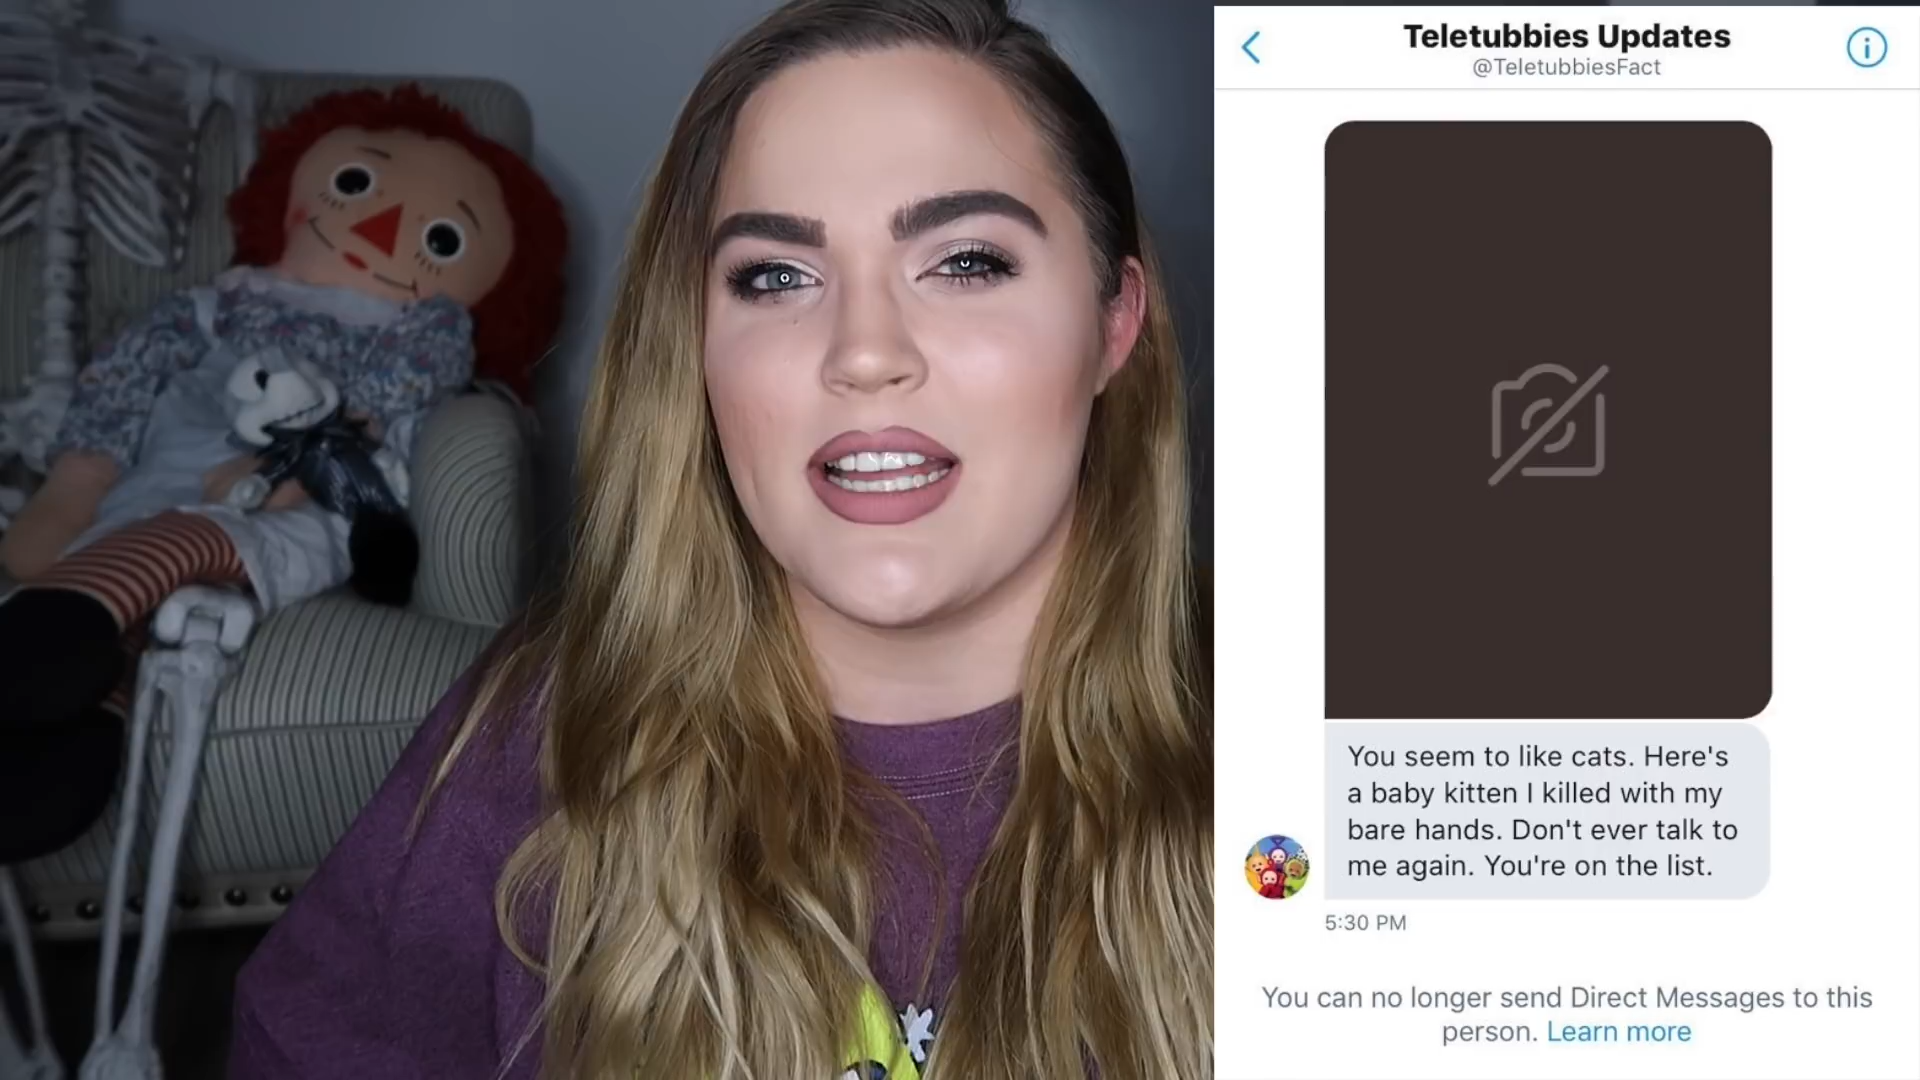 Teletubbies Updates
@TeletubbiesFact
You seem to like cats. Here's
a baby kitten I killed with my
bare hands. Don't ever talk to
me again. You're on the list.
5:30 PM
You can no longer send Direct Messages to this
person. Learn more